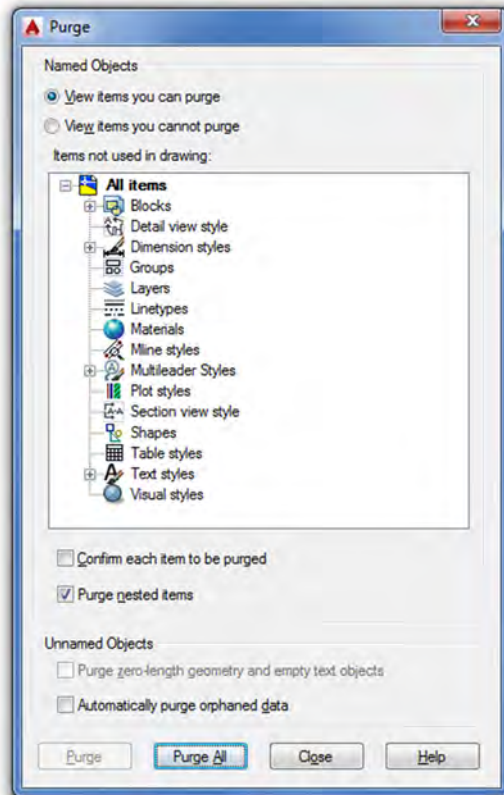 Purge
Named Objects
View items you can purge
View items you cannot purge
Items not used in drawing:
All items
Blocks
Detail view style
Dimension styles
Groups
Layers
Linetypes
Materials
Mline styles
Multileader Styles
Plot styles
Section view style
Shapes
Table styles
Text styles
Visual styles
Confirm each item to be purged
Purge nested items
Unnamed Objects
Purge zero-length geometry and empty text objects
Automatically purge orphaned data
Purge Purge All Close Help